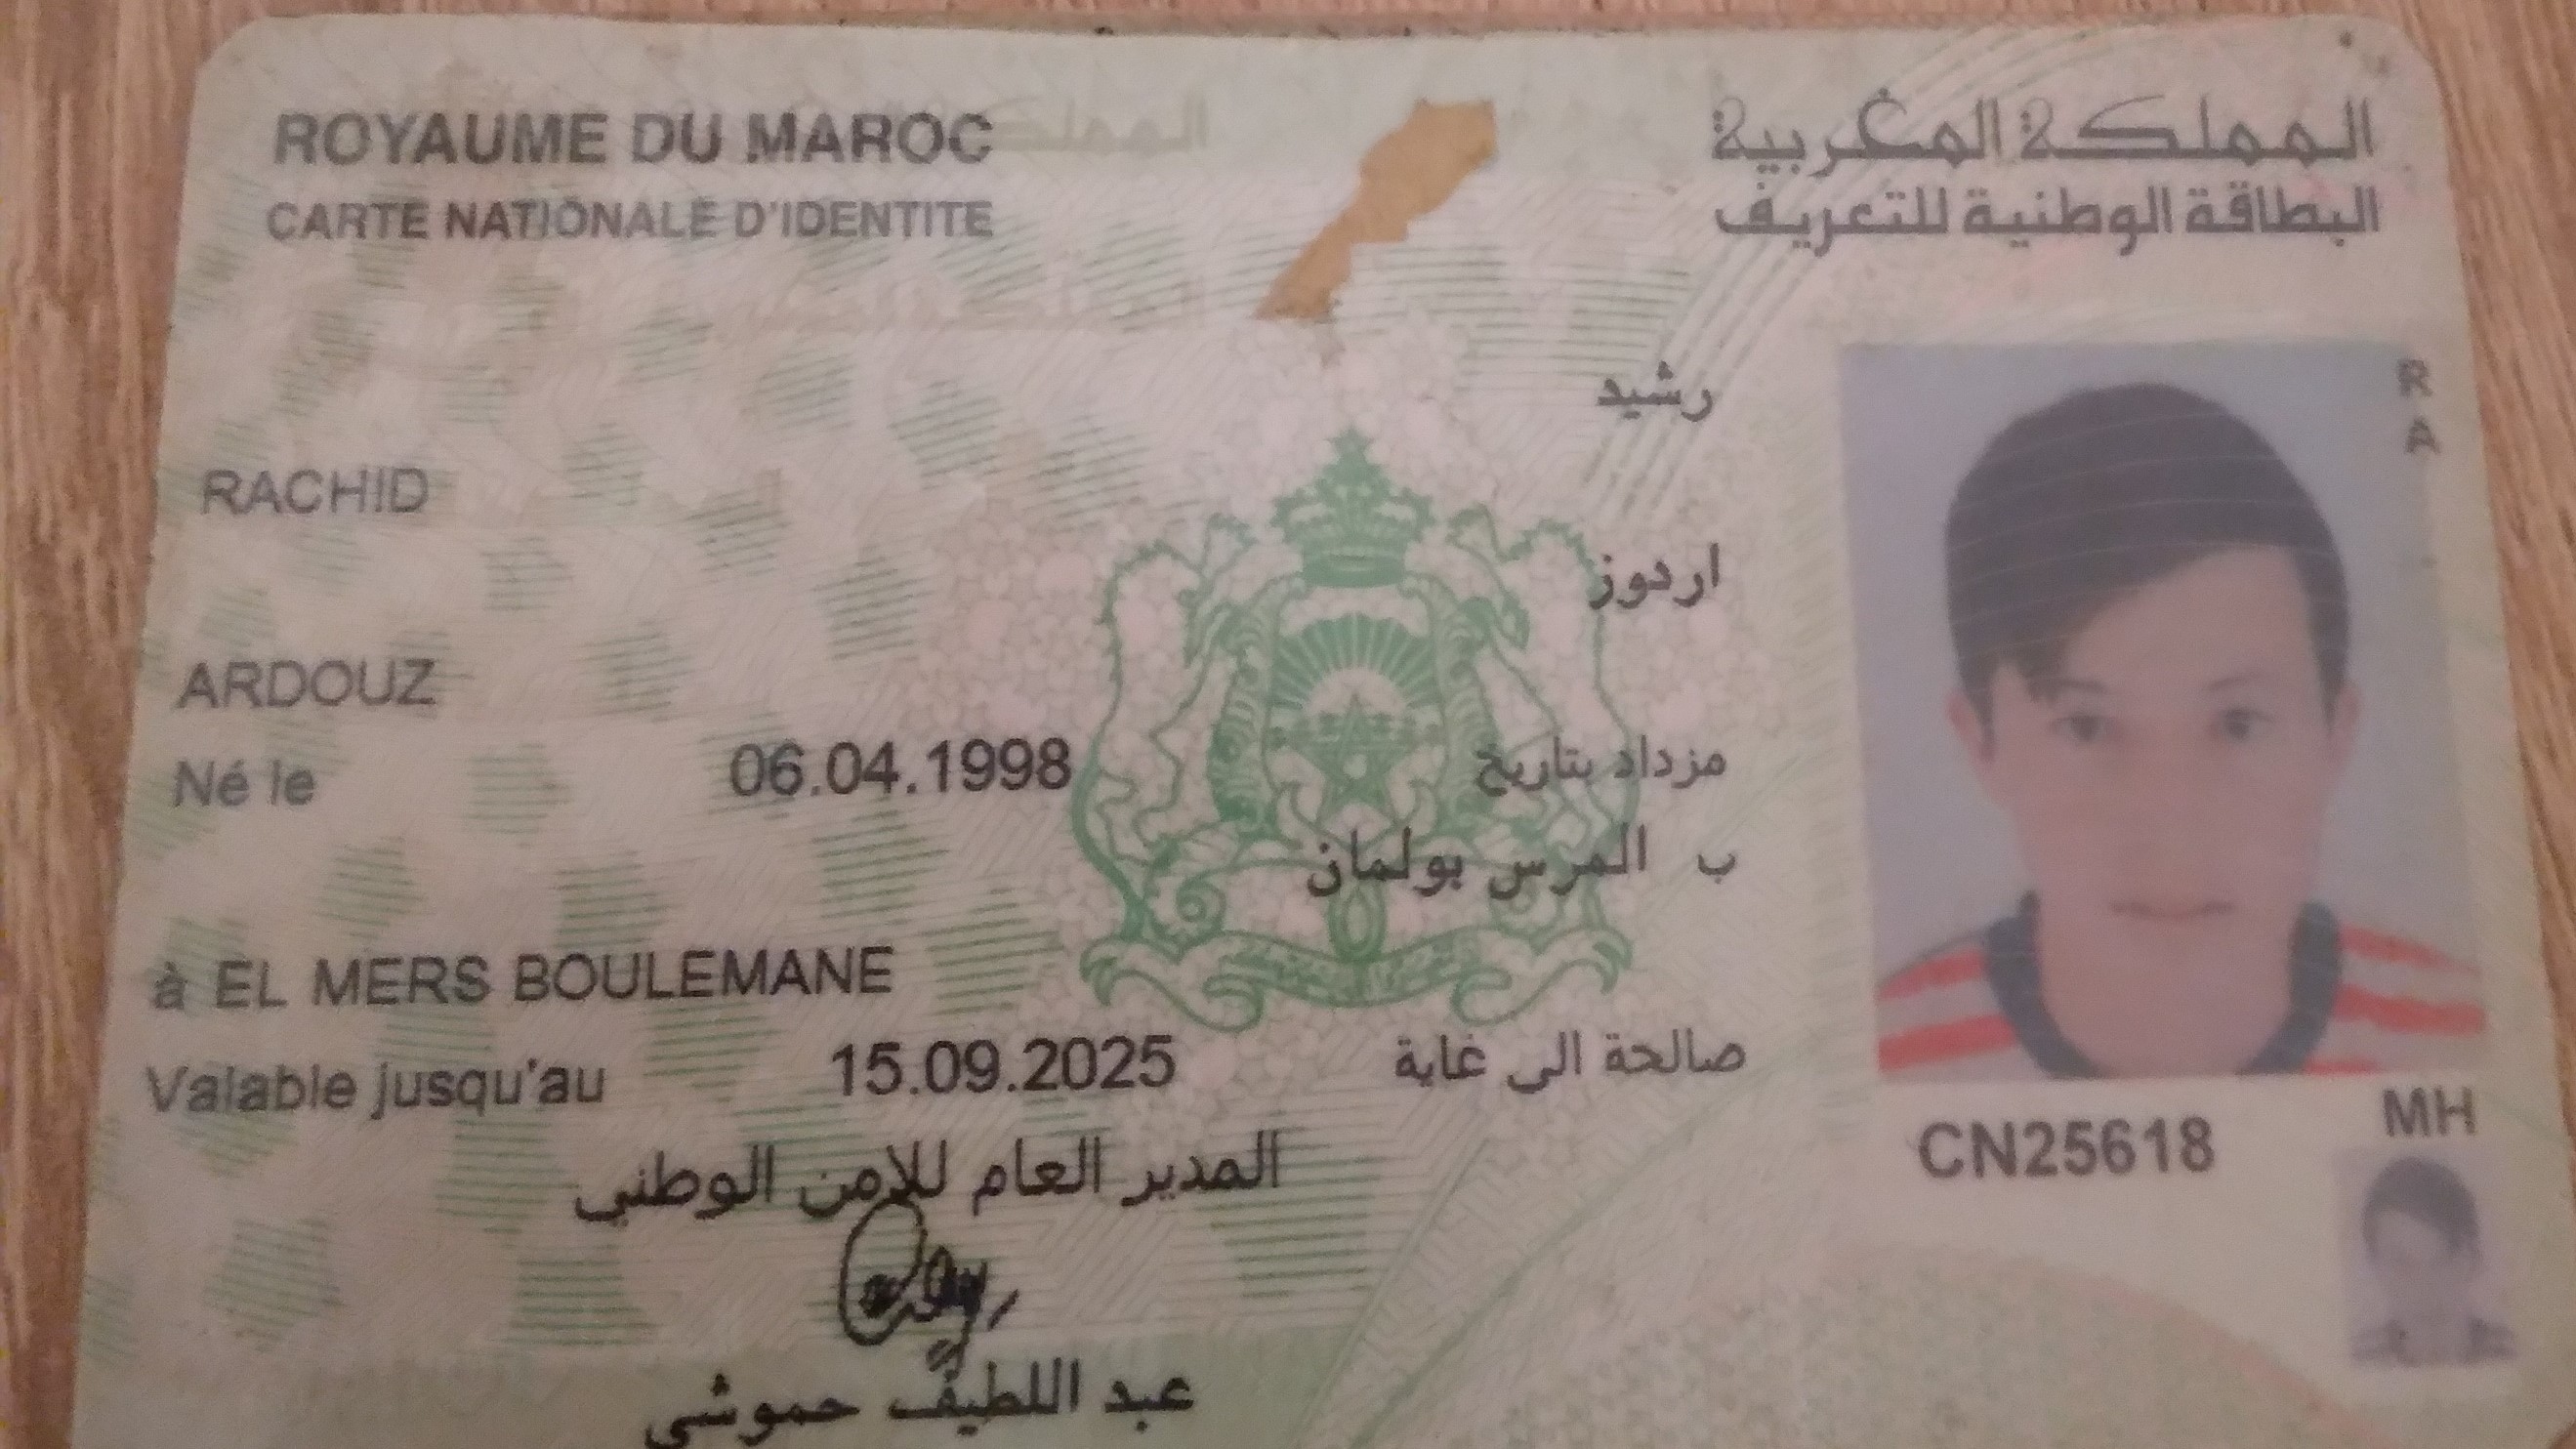 ROYAUME DU MAROC
المملكة المغربية
CARTE NATIONALE D'IDENTITE
البطاقة الوطنية للتعريف
رشيد
RACHID
اردوز
ARDOUZ
Né le 06.04.1998 مزداد بتاريخ
ب المرس بولمان
à EL MERS BOULEMANE
Valable jusqu'au 15.09.2025 صالحة الى غاية
المدير العام للامن الوطني
عبد اللطيف حموشي
R
A
MH
CN25618